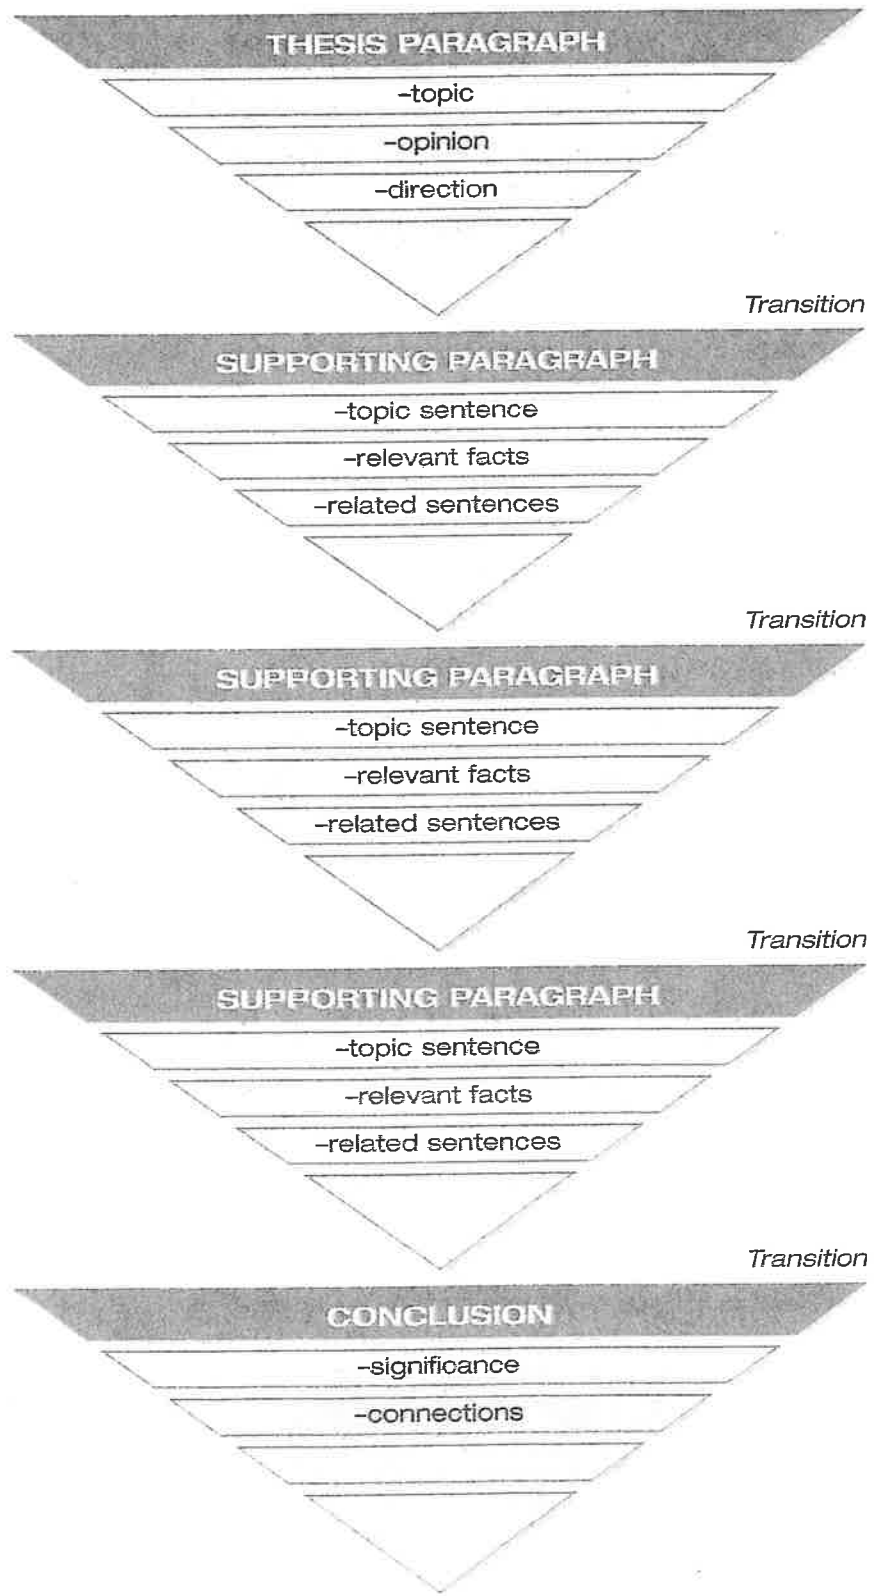 THESIS PARAGRAPH
–topic
–opinion
–direction
Transition
SUPPORTING PARAGRAPH
–topic sentence
–relevant facts
–related sentences
Transition
SUPPORTING PARAGRAPH
–topic sentence
–relevant facts
–related sentences
Transition
SUPPORTING PARAGRAPH
–topic sentence
–relevant facts
–related sentences
Transition
CONCLUSION
–significance
–connections